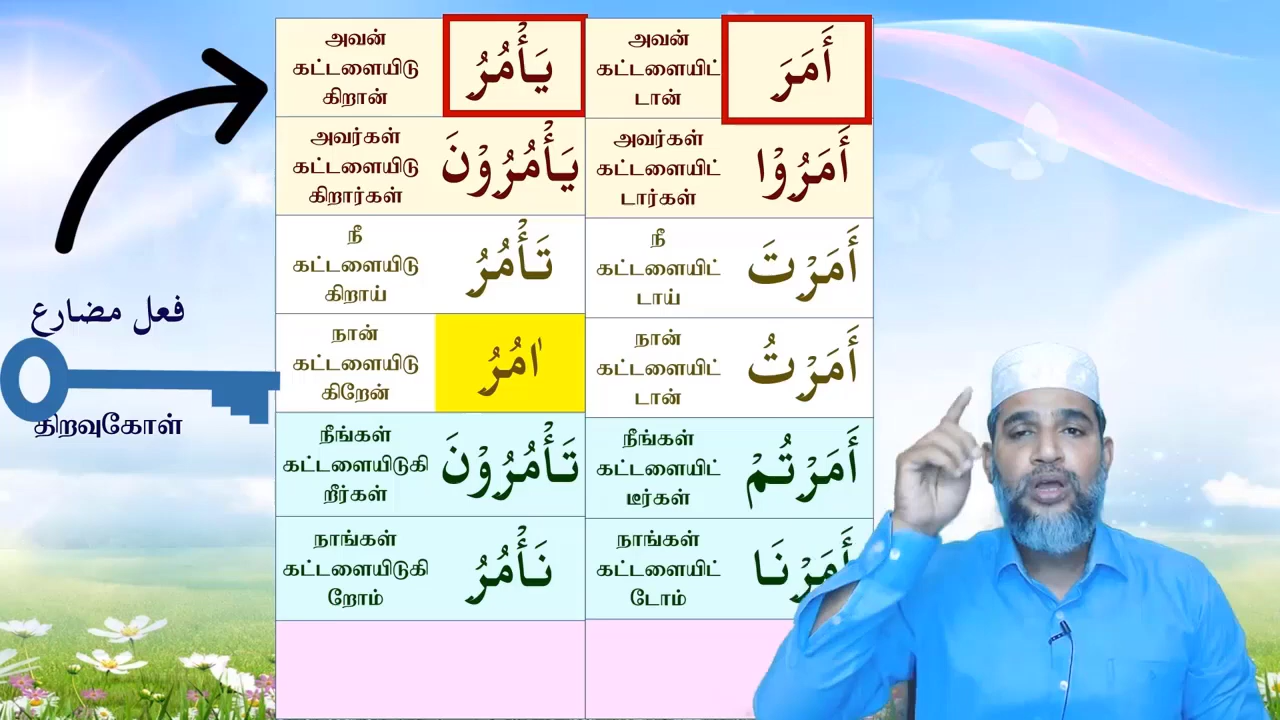 அவன்
கட்டளையிடு
கிறான்
يَأْمُرُ
அவன்
கட்டளையிட்
டான்
أَمَرَ
அவர்கள்
கட்டளையிடு
கிறார்கள்
يَأْمُرُوْنَ
அவர்கள்
கட்டளையிட்
டார்கள்
أَمَرُوْا
நீ
கட்டளையிடு
கிறாய்
تَأْمُرُ
நீ
கட்டளையிட்
டாய்
أَمَرْتَ
நான்
கட்டளையிடு
கிறேன்
اٰمُرُ
நான்
கட்டளையிட்
டான்
أَمَرْتُ
நீங்கள்
கட்டளையிடுகி
றீர்கள்
تَأْمُرُوْنَ
நீங்கள்
கட்டளையிட்
டீர்கள்
أَمَرْتُمْ
நாங்கள்
கட்டளையிடுகி
றோம்
نَأْمُرُ
நாங்கள்
கட்டளையிட்
டோம்
أَمَرْنَا
فعل مضارع
திறவுகோள்